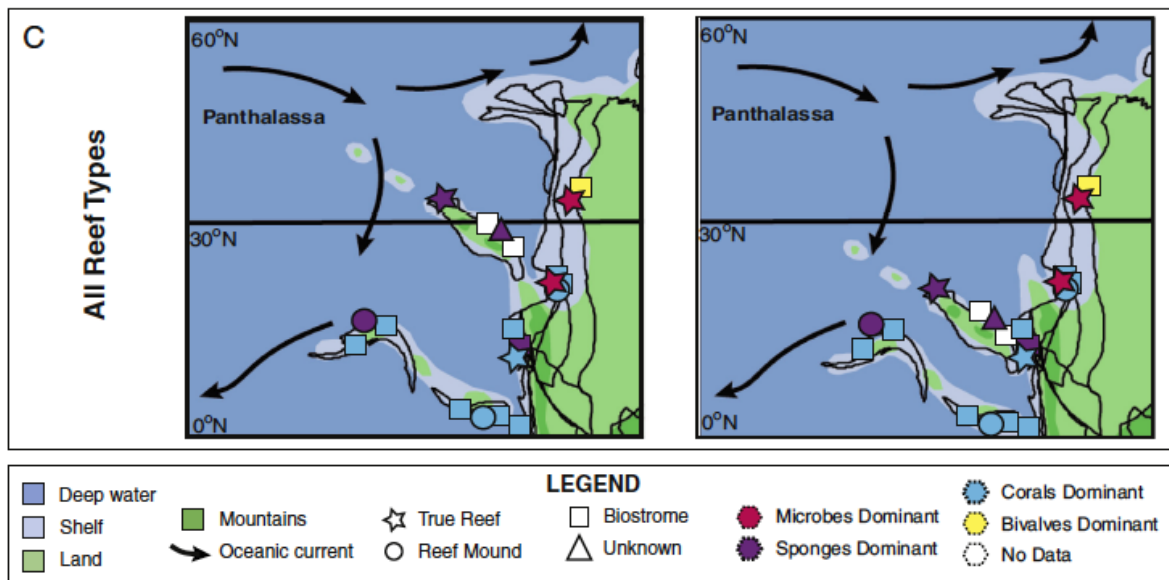 C
All Reef Types
60°N
Panthalassa
30°N
0°N
60°N
Panthalassa
30°N
0°N
LEGEND
Deep water
Shelf
Land
Mountains
Oceanic current
True Reef
Reef Mound
Biostrome
Unknown
Microbes Dominant
Sponges Dominant
Corals Dominant
Bivalves Dominant
No Data